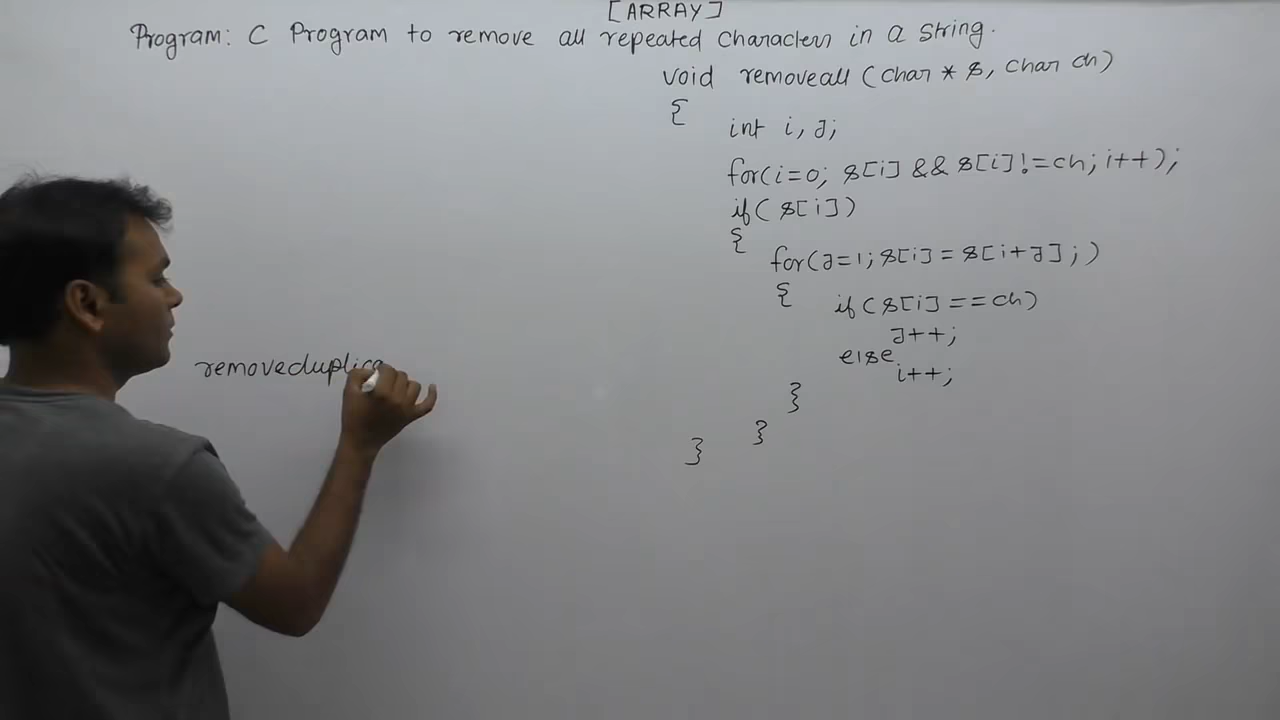 [ARRAY]
Program: C Program to remove all repeated characters in a string.
void removeall (char * s, char ch)
{
int i, j;
for(i=0; s[i] && s[i]!=ch; i++);
if( s[i])
{
for(j=1; s[i] = s[i+j]; )
{ if( s[i] ==ch)
j++;
else
i++;
}
}
}
removeduplica